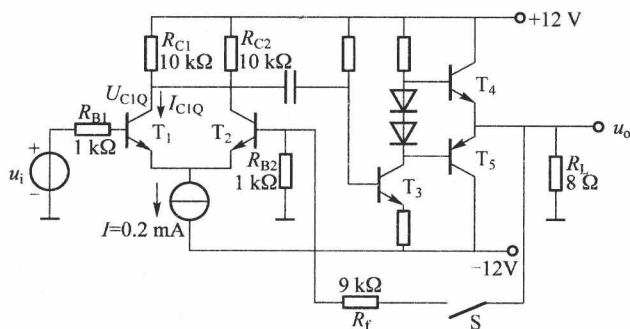 +12 V
R_C1
10 kΩ
R_C2
10 kΩ
U_C1Q
I_C1Q
T_4
R_B1
1 kΩ
T_1
T_2
u_o
u_i
+
−
R_B2
1 kΩ
T_3
T_5
R_L
8 Ω
I=0.2 mA
−12V
9 kΩ
R_f
S